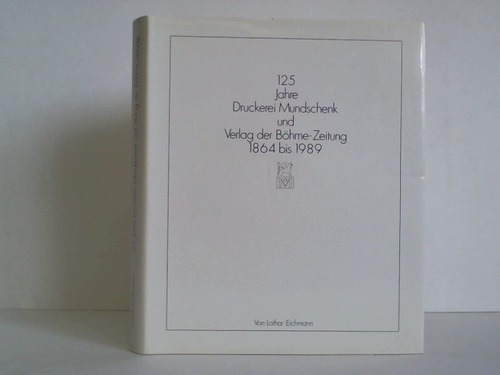 125
Jahre
Druckerei Mundschenk
und
Verlag der Böhme-Zeitung
1864 bis 1989
Von Lothar Eichmann